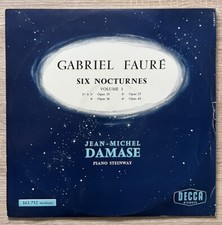 GABRIEL FAURÉ
SIX NOCTURNES
VOLUME 1
JEAN-MICHEL
DAMASE
PIANO STEINWAY
DECCA